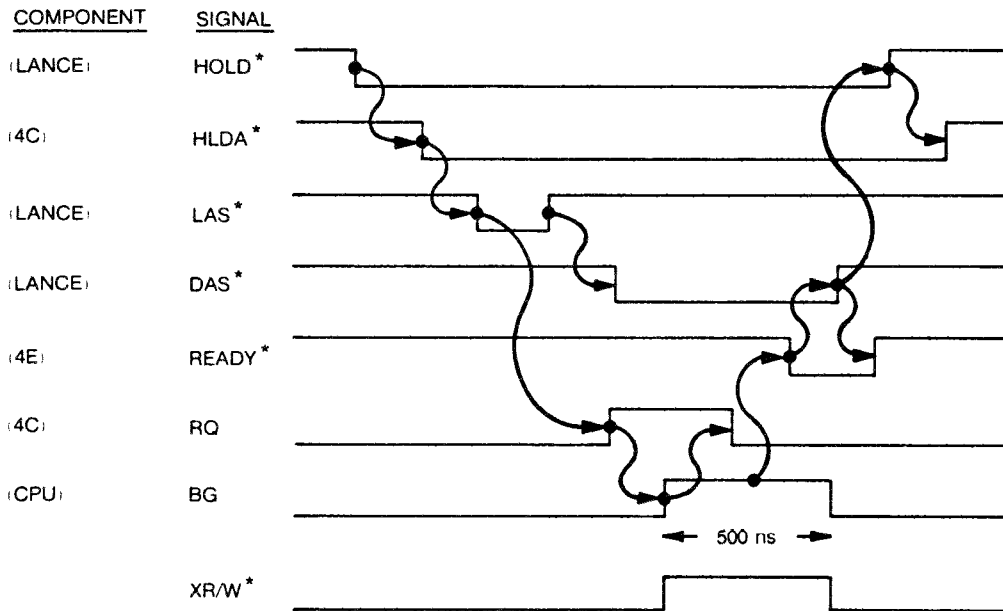 COMPONENT SIGNAL
(LANCE) HOLD*
(4C) HLDA*
(LANCE) LAS*
(LANCE) DAS*
(4E) READY*
(4C) RQ
(CPU) BG
500 ns
XR/W*